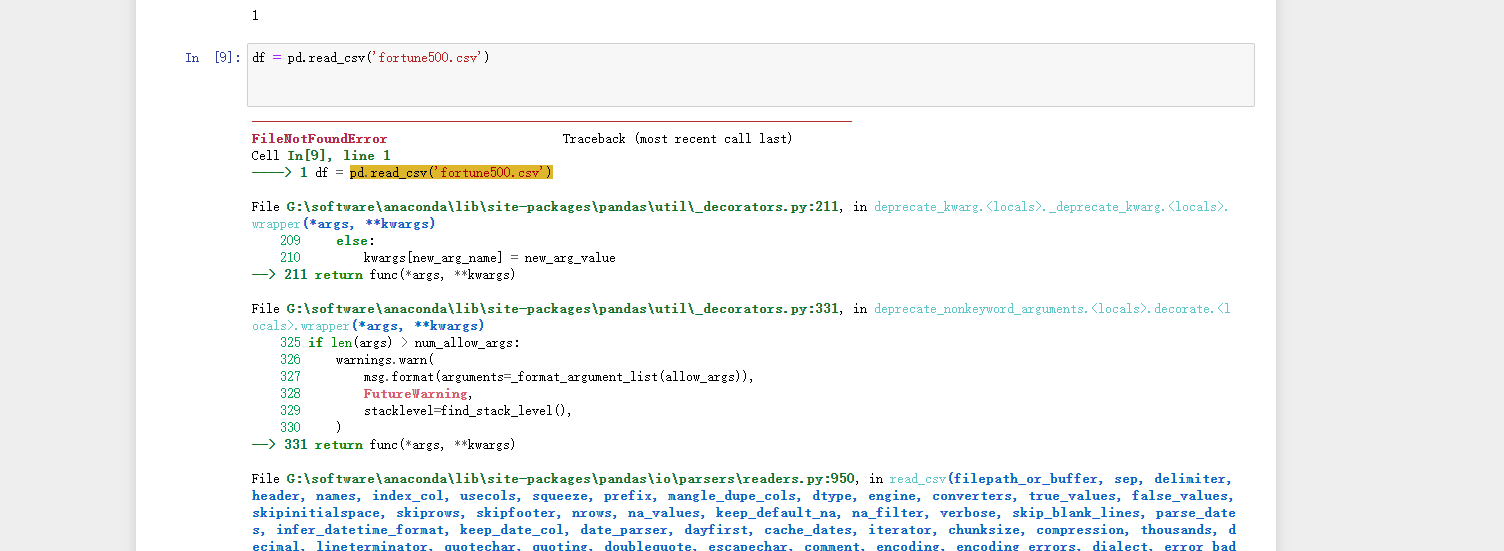 1
In [9]: df = pd.read_csv('fortune500.csv')
FileNotFoundError Traceback (most recent call last)
Cell In[9], line 1
----> 1 df = pd.read_csv('fortune500.csv')
File G:\software\anaconda\lib\site-packages\pandas\util\_decorators.py:211, in deprecate_kwarg.<locals>._deprecate_kwarg.<locals>.
wrapper(*args, **kwargs)
209 else:
210 kwargs[new_arg_name] = new_arg_value
--> 211 return func(*args, **kwargs)
File G:\software\anaconda\lib\site-packages\pandas\util\_decorators.py:331, in deprecate_nonkeyword_arguments.<locals>.decorate.<l
ocals>.wrapper(*args, **kwargs)
325 if len(args) > num_allow_args:
326 warnings.warn(
327 msg.format(arguments=_format_argument_list(allow_args)),
328 FutureWarning,
329 stacklevel=find_stack_level(),
330 )
--> 331 return func(*args, **kwargs)
File G:\software\anaconda\lib\site-packages\pandas\io\parsers\readers.py:950, in read_csv(filepath_or_buffer, sep, delimiter,
header, names, index_col, usecols, squeeze, prefix, mangle_dupe_cols, dtype, engine, converters, true_values, false_values,
skipinitialspace, skiprows, skipfooter, nrows, na_values, keep_default_na, na_filter, verbose, skip_blank_lines, parse_date
s, infer_datetime_format, keep_date_col, date_parser, dayfirst, cache_dates, iterator, chunksize, compression, thousands, d
ecimal, lineterminator, quotechar, quoting, doublequote, escapechar, comment, encoding, encoding_errors, dialect, error_bad